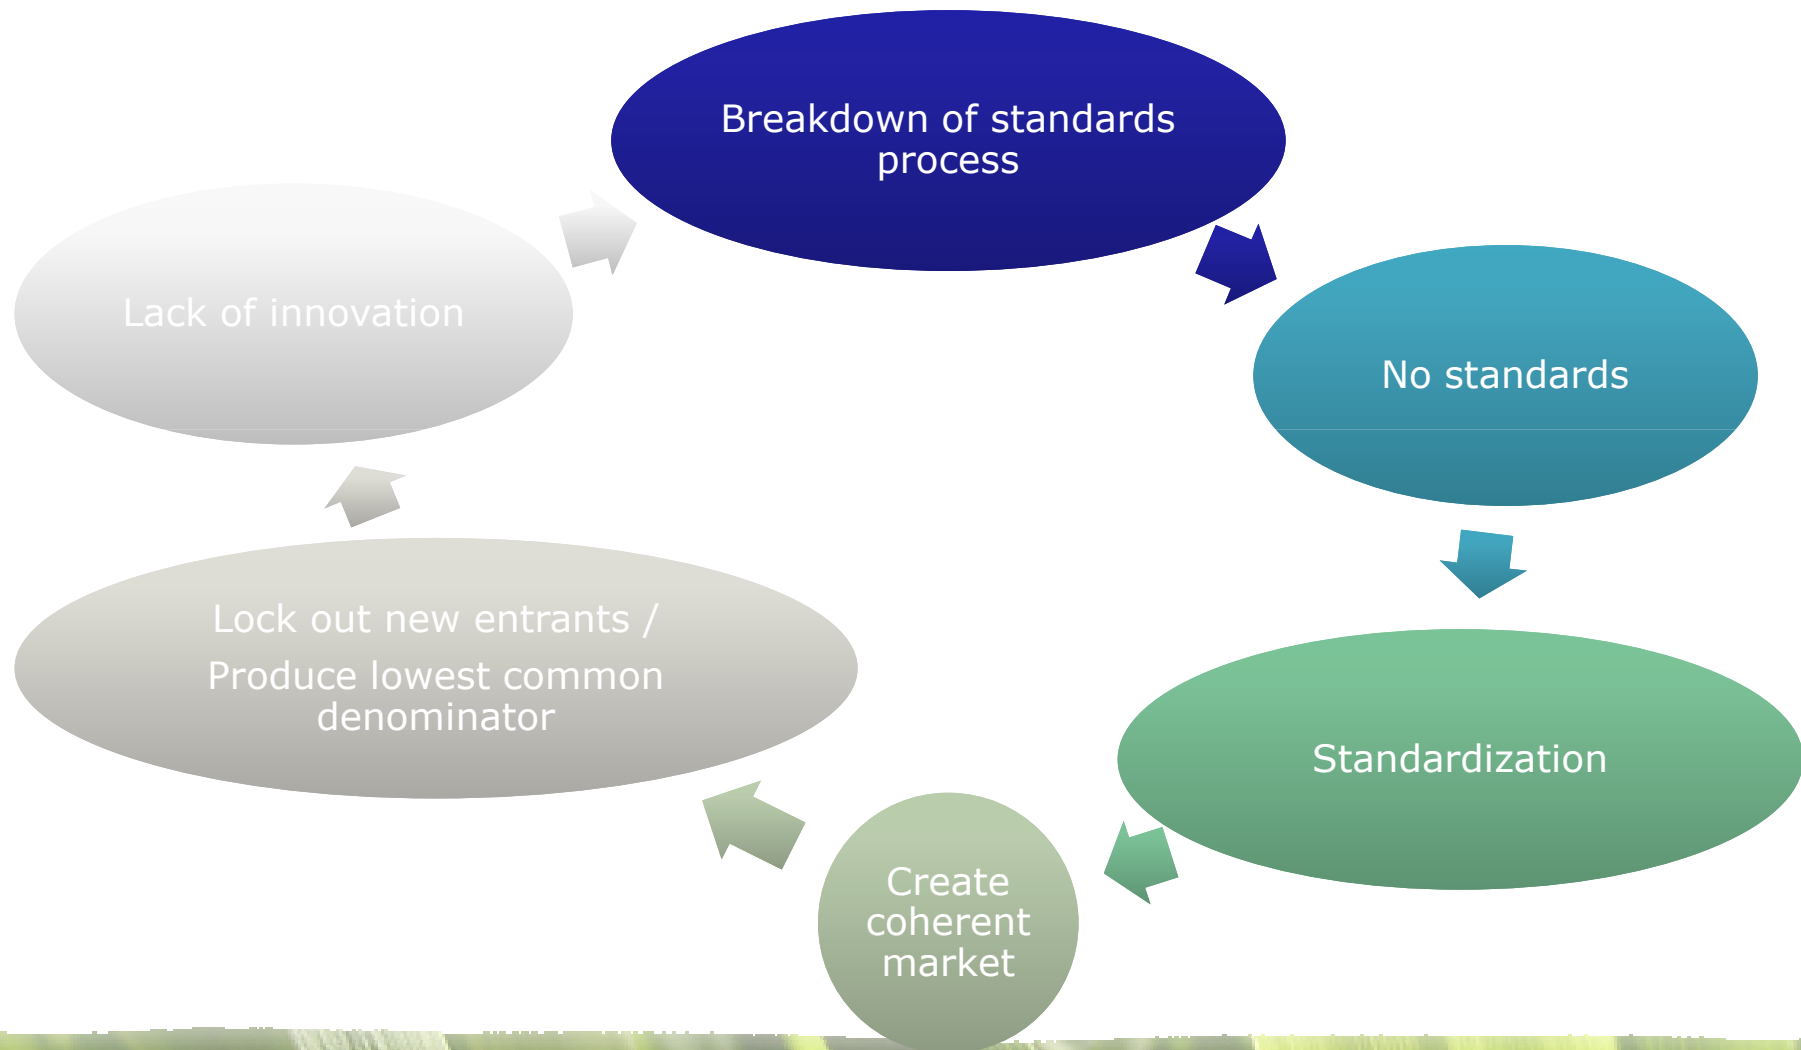 Breakdown of standards
process
No standards
Standardization
Create
coherent
market
Lock out new entrants /
Produce lowest common
denominator
Lack of innovation